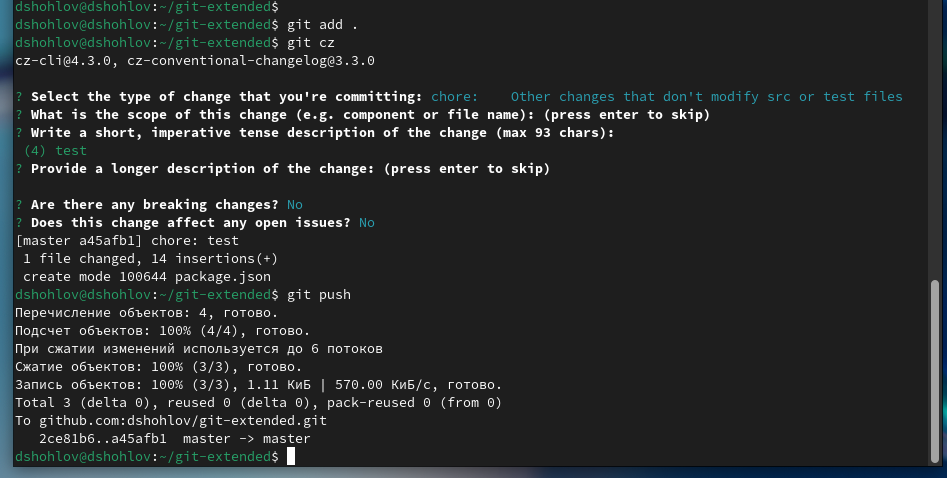 dshohlov@dshohlov:~/git-extended$
dshohlov@dshohlov:~/git-extended$ git add .
dshohlov@dshohlov:~/git-extended$ git cz
cz-cli@4.3.0, cz-conventional-changelog@3.3.0
? Select the type of change that you're committing: chore:    Other changes that don't modify src or test files
? What is the scope of this change (e.g. component or file name): (press enter to skip)
? Write a short, imperative tense description of the change (max 93 chars):
 (4) test
? Provide a longer description of the change: (press enter to skip)
? Are there any breaking changes? No
? Does this change affect any open issues? No
[master a45afb1] chore: test
 1 file changed, 14 insertions(+)
 create mode 100644 package.json
dshohlov@dshohlov:~/git-extended$ git push
Перечисление объектов: 4, готово.
Подсчет объектов: 100% (4/4), готово.
При сжатии изменений используется до 6 потоков
Сжатие объектов: 100% (3/3), готово.
Запись объектов: 100% (3/3), 1.11 КиБ | 570.00 КиБ/с, готово.
Total 3 (delta 0), reused 0 (delta 0), pack-reused 0 (from 0)
To github.com:dshohlov/git-extended.git
   2ce81b6..a45afb1  master -> master
dshohlov@dshohlov:~/git-extended$